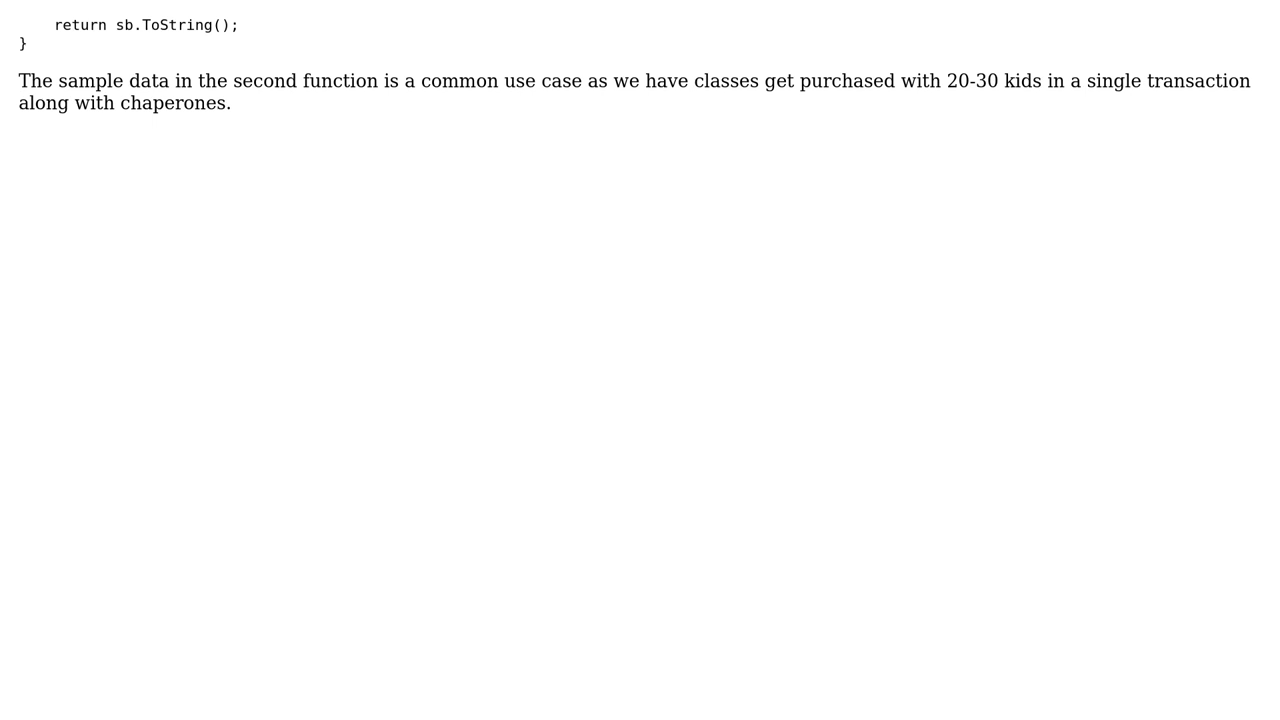 return sb.ToString();
}
The sample data in the second function is a common use case as we have classes get purchased with 20-30 kids in a single transaction
along with chaperones.